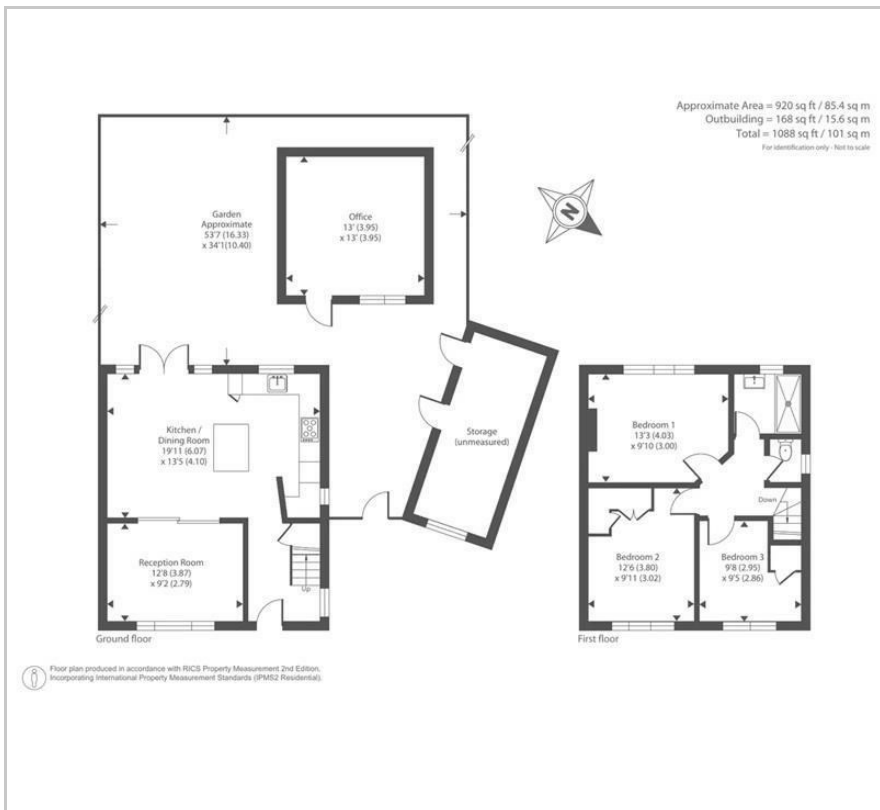 Approximate Area = 920 sq ft / 85.4 sq m
Outbuilding = 168 sq ft / 15.6 sq m
Total = 1088 sq ft / 101 sq m
For identification only - Not to scale
N
Garden
Approximate
53'7 (16.33)
x 34'1(10.40)
Office
13' (3.95)
x 13' (3.95)
Kitchen /
Dining Room
19'11 (6.07)
x 13'5 (4.10)
Storage
(unmeasured)
Reception Room
12'8 (3.87)
x 9'2 (2.79)
Up
Ground floor
Bedroom 1
13'3 (4.03)
x 9'10 (3.00)
Down
Bedroom 2
12'6 (3.80)
x 9'11 (3.02)
Bedroom 3
9'8 (2.95)
x 9'5 (2.86)
First floor
Floor plan produced in accordance with RICS Property Measurement 2nd Edition,
Incorporating International Property Measurement Standards (IPMS2 Residential).